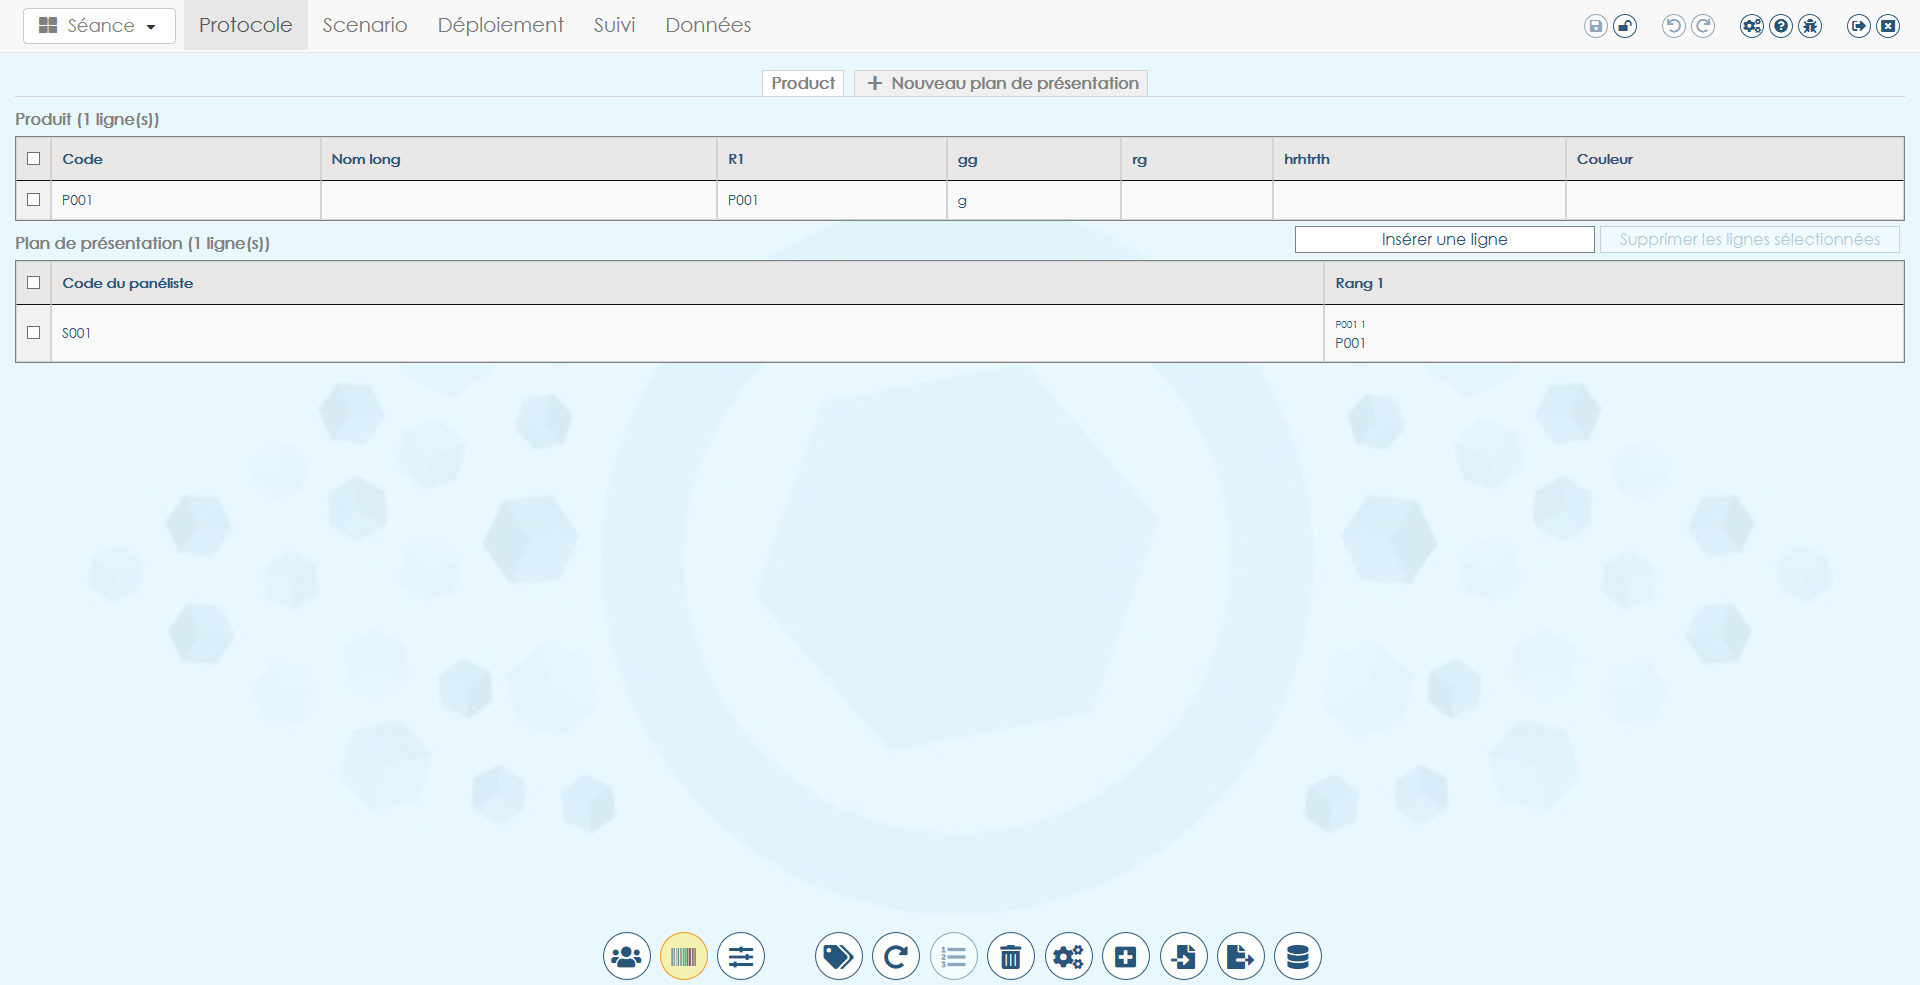 Séance Protocole Scenario Déploiement Suivi Données
Product + Nouveau plan de présentation
Produit (1 ligne(s))
Code Nom long R1 gg rg hrhtrth Couleur
P001 P001 g
Plan de présentation (1 ligne(s)) Insérer une ligne Supprimer les lignes sélectionnées
Code du panéliste Rang 1
P001 1
S001 P001